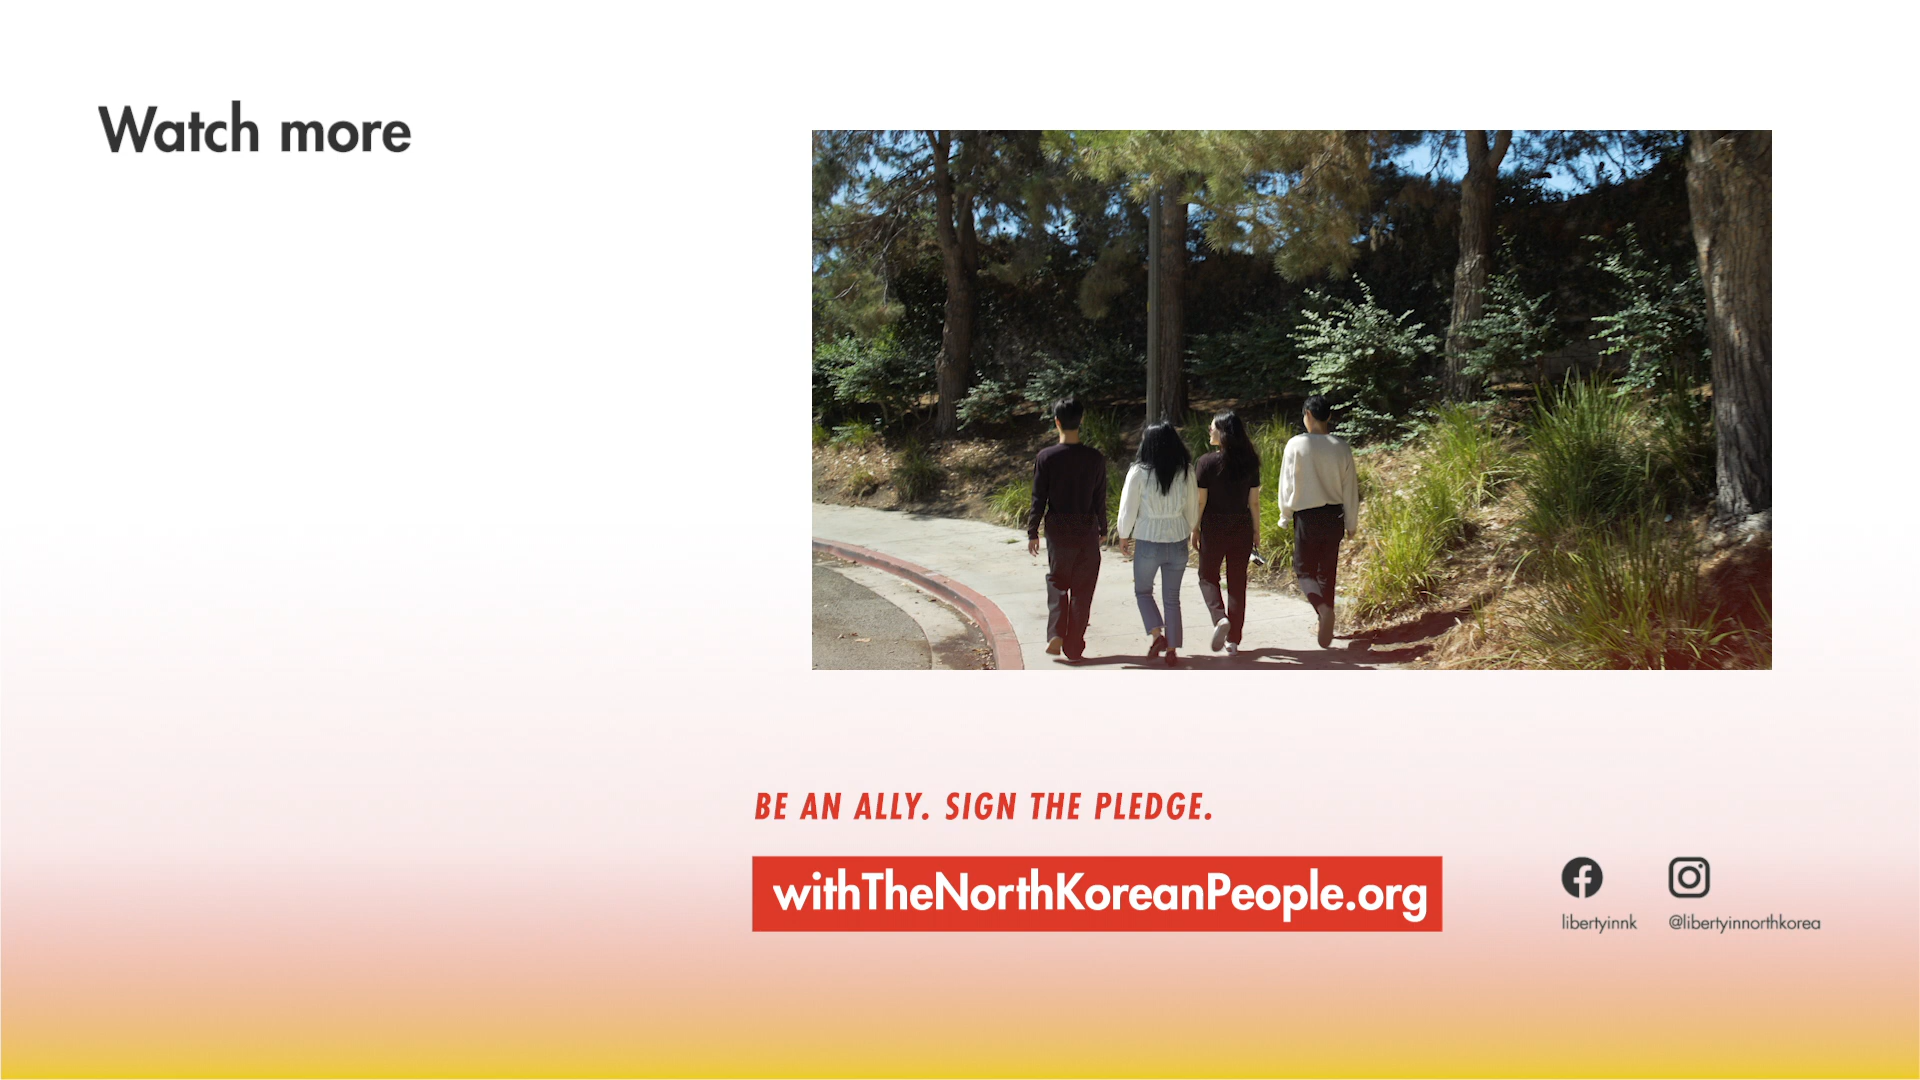 Watch more
BE AN ALLY. SIGN THE PLEDGE.
withTheNorthKoreanPeople.org
libertyinnk
@libertyinnorthkorea